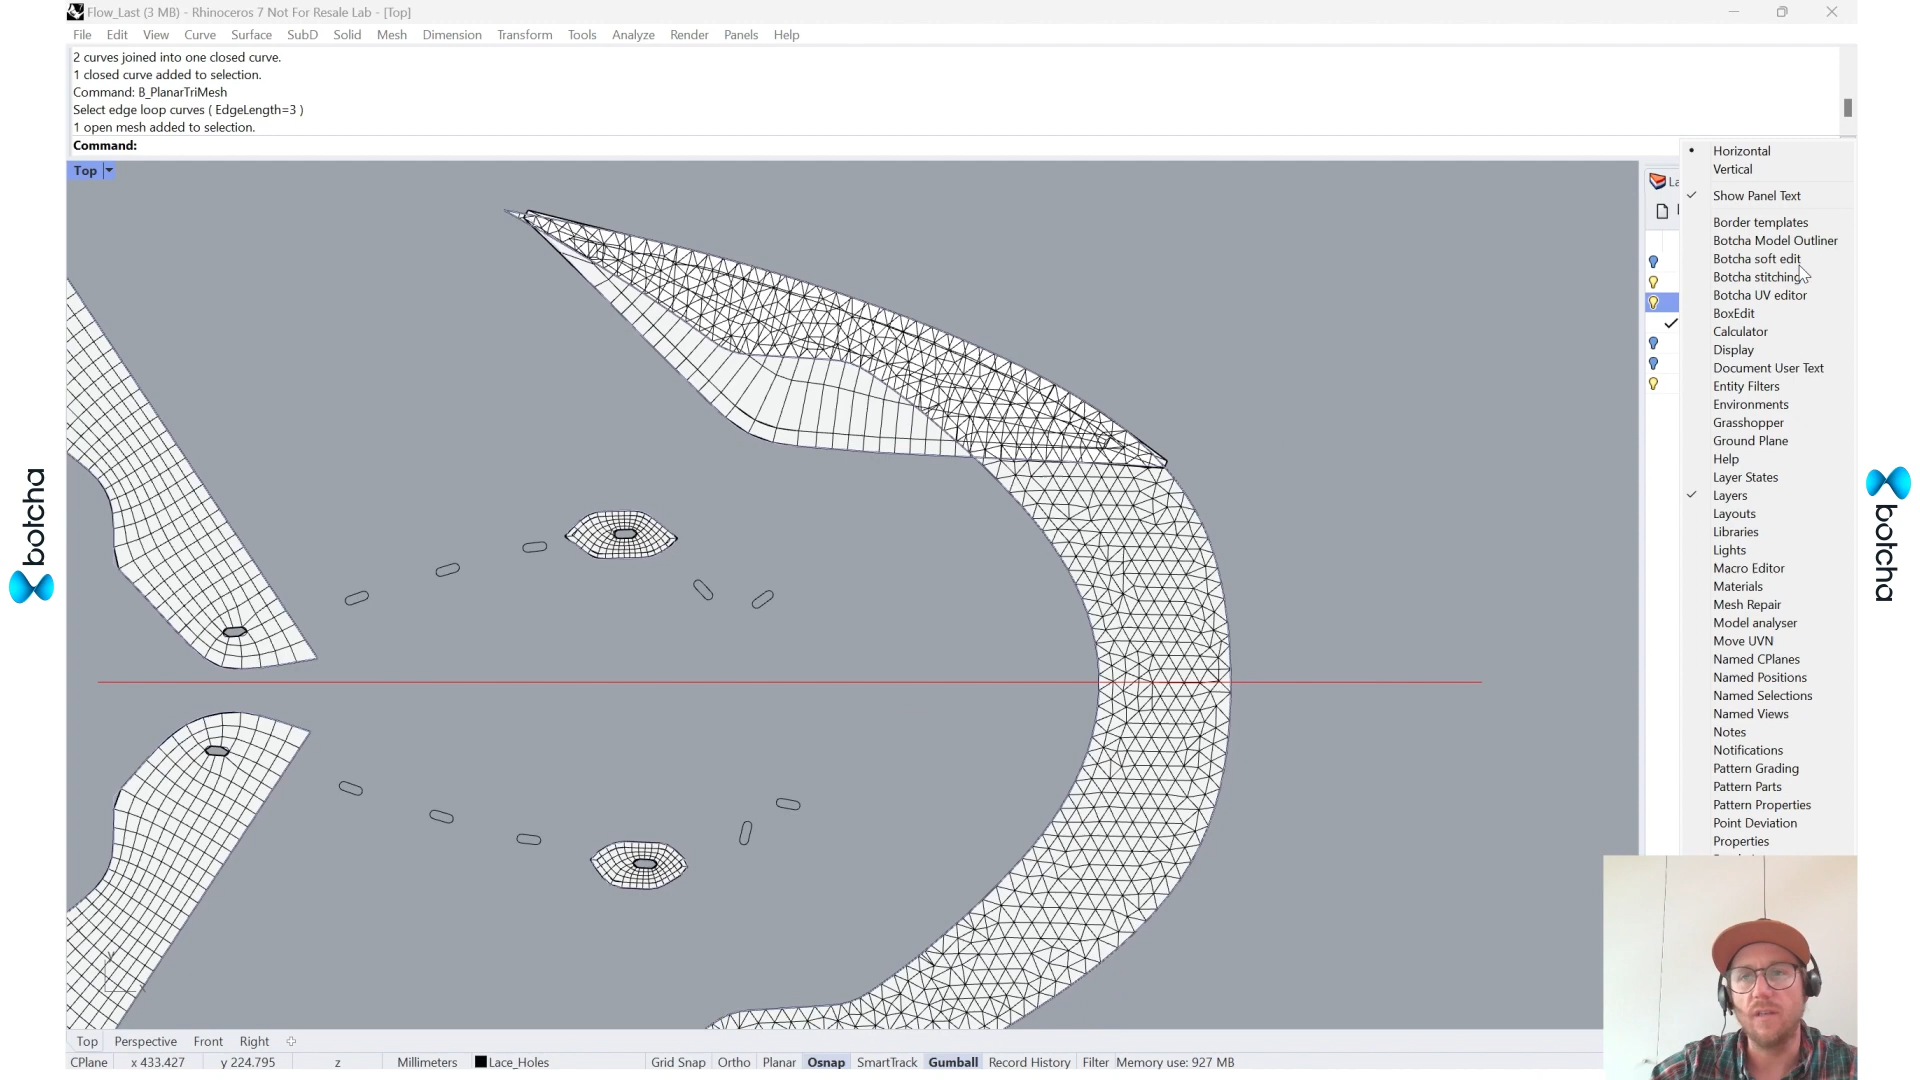 Flow_Last (3 MB) - Rhinoceros 7 Not For Resale Lab - [Top]
File Edit View Curve Surface SubD Solid Mesh Dimension Transform Tools Analyze Render Panels Help
2 curves joined into one closed curve.
1 closed curve added to selection.
Command: B_PlanarTriMesh
Select edge loop curves ( EdgeLength=3 )
1 open mesh added to selection.
Command:
Top
La
Horizontal
Vertical
Show Panel Text
Border templates
Botcha Model Outliner
Botcha soft edit
Botcha stitching
Botcha UV editor
BoxEdit
Calculator
Display
Document User Text
Entity Filters
Environments
Grasshopper
Ground Plane
Help
Layer States
Layers
Layouts
Libraries
Lights
Macro Editor
Materials
Mesh Repair
Model analyser
Move UVN
Named CPlanes
Named Positions
Named Selections
Named Views
Notes
Notifications
Pattern Grading
Pattern Parts
Pattern Properties
Point Deviation
Properties
botcha
botcha
Top Perspective Front Right
CPlane x 433.427 y 224.795 z Millimeters Lace_Holes Grid Snap Ortho Planar Osnap SmartTrack Gumball Record History Filter Memory use: 927 MB